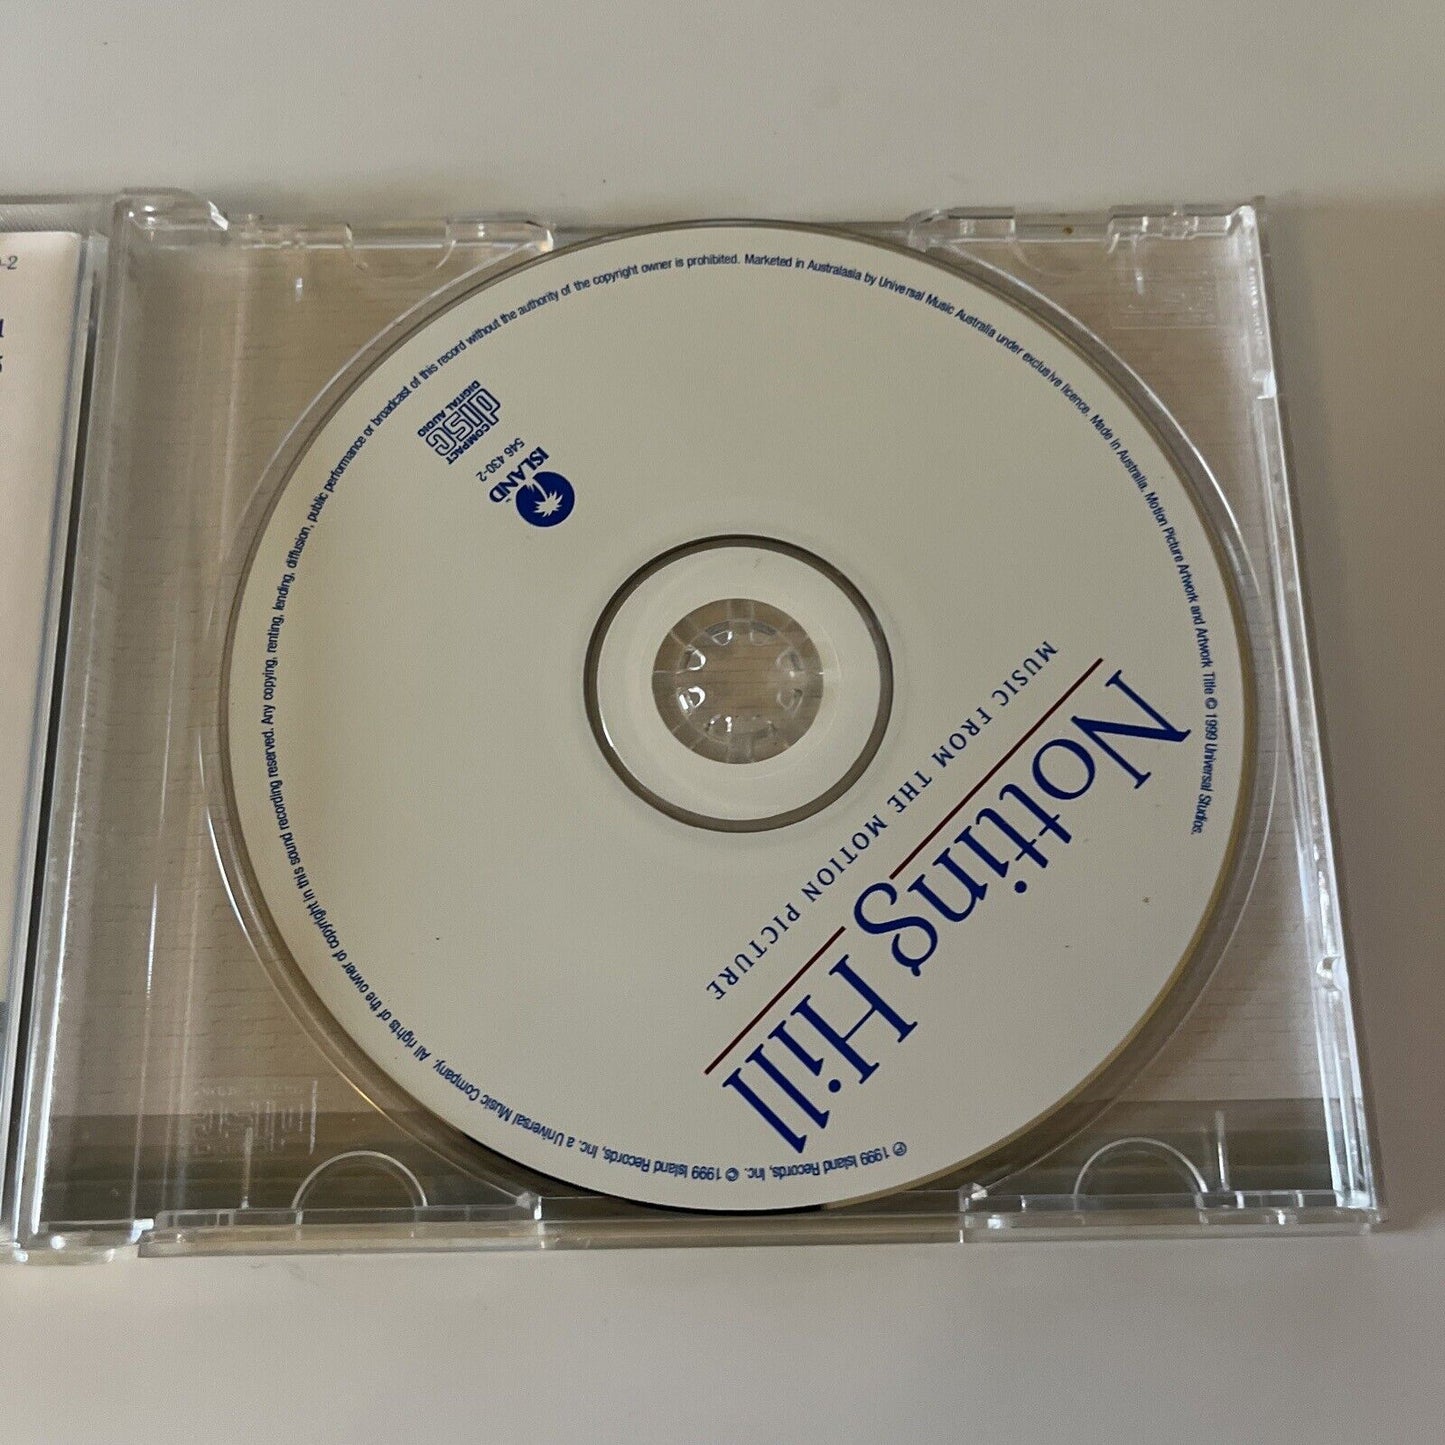 Notting Hill
MUSIC FROM THE MOTION PICTURE
ISLAND™
546 430-2
COMPACT
disc
DIGITAL AUDIO
℗ 1999 Island Records, Inc. © 1999 Island Records, Inc. a Universal Music Company. All rights of the owner of copyright in this sound recording reserved. Any copying, renting, lending, diffusion, public performance or broadcast of this record without the authority of the copyright owner is prohibited. Marketed in Australasia by Universal Music Australia under exclusive licence. Made in Australia. Motion Picture Artwork and Artwork Title © 1999 Universal Studios.
-2